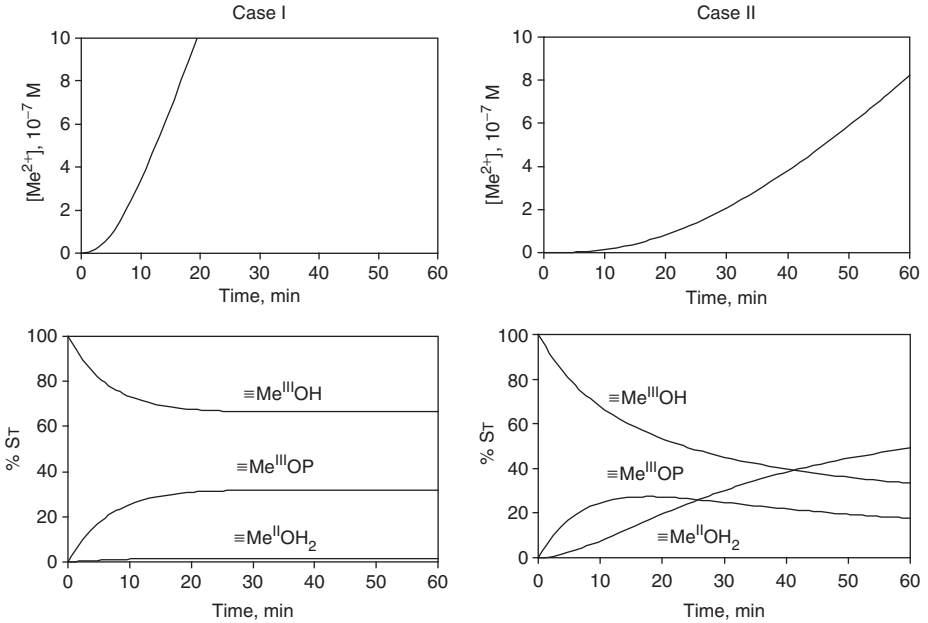 Case I
[Me²⁺], 10⁻⁷ M
10
8
6
4
2
0
0 10 20 30 40 50 60
Time, min
Case II
[Me²⁺], 10⁻⁷ M
10
8
6
4
2
0
0 10 20 30 40 50 60
Time, min
% ST
100
80
60
40
20
0
≡MeᴵᴵᴵOH
≡MeᴵᴵᴵOP
≡MeᴵᴵOH₂
0 10 20 30 40 50 60
Time, min
% ST
100
80
60
40
20
0
≡MeᴵᴵᴵOH
≡MeᴵᴵᴵOP
≡MeᴵᴵOH₂
0 10 20 30 40 50 60
Time, min